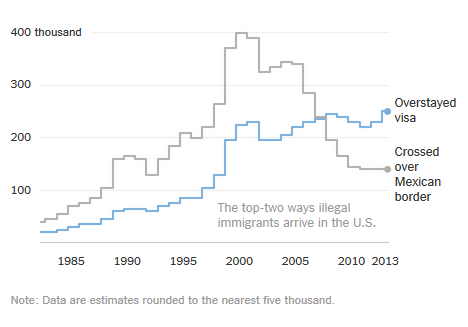 400 thousand
300
200
100
Overstayed
visa
Crossed
over
Mexican
border
The top-two ways illegal
immigrants arrive in the U.S.
1985 1990 1995 2000 2005 2010 2013
Note: Data are estimates rounded to the nearest five thousand.